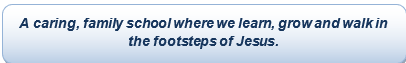 A caring, family school where we learn, grow and walk in
the footsteps of Jesus.